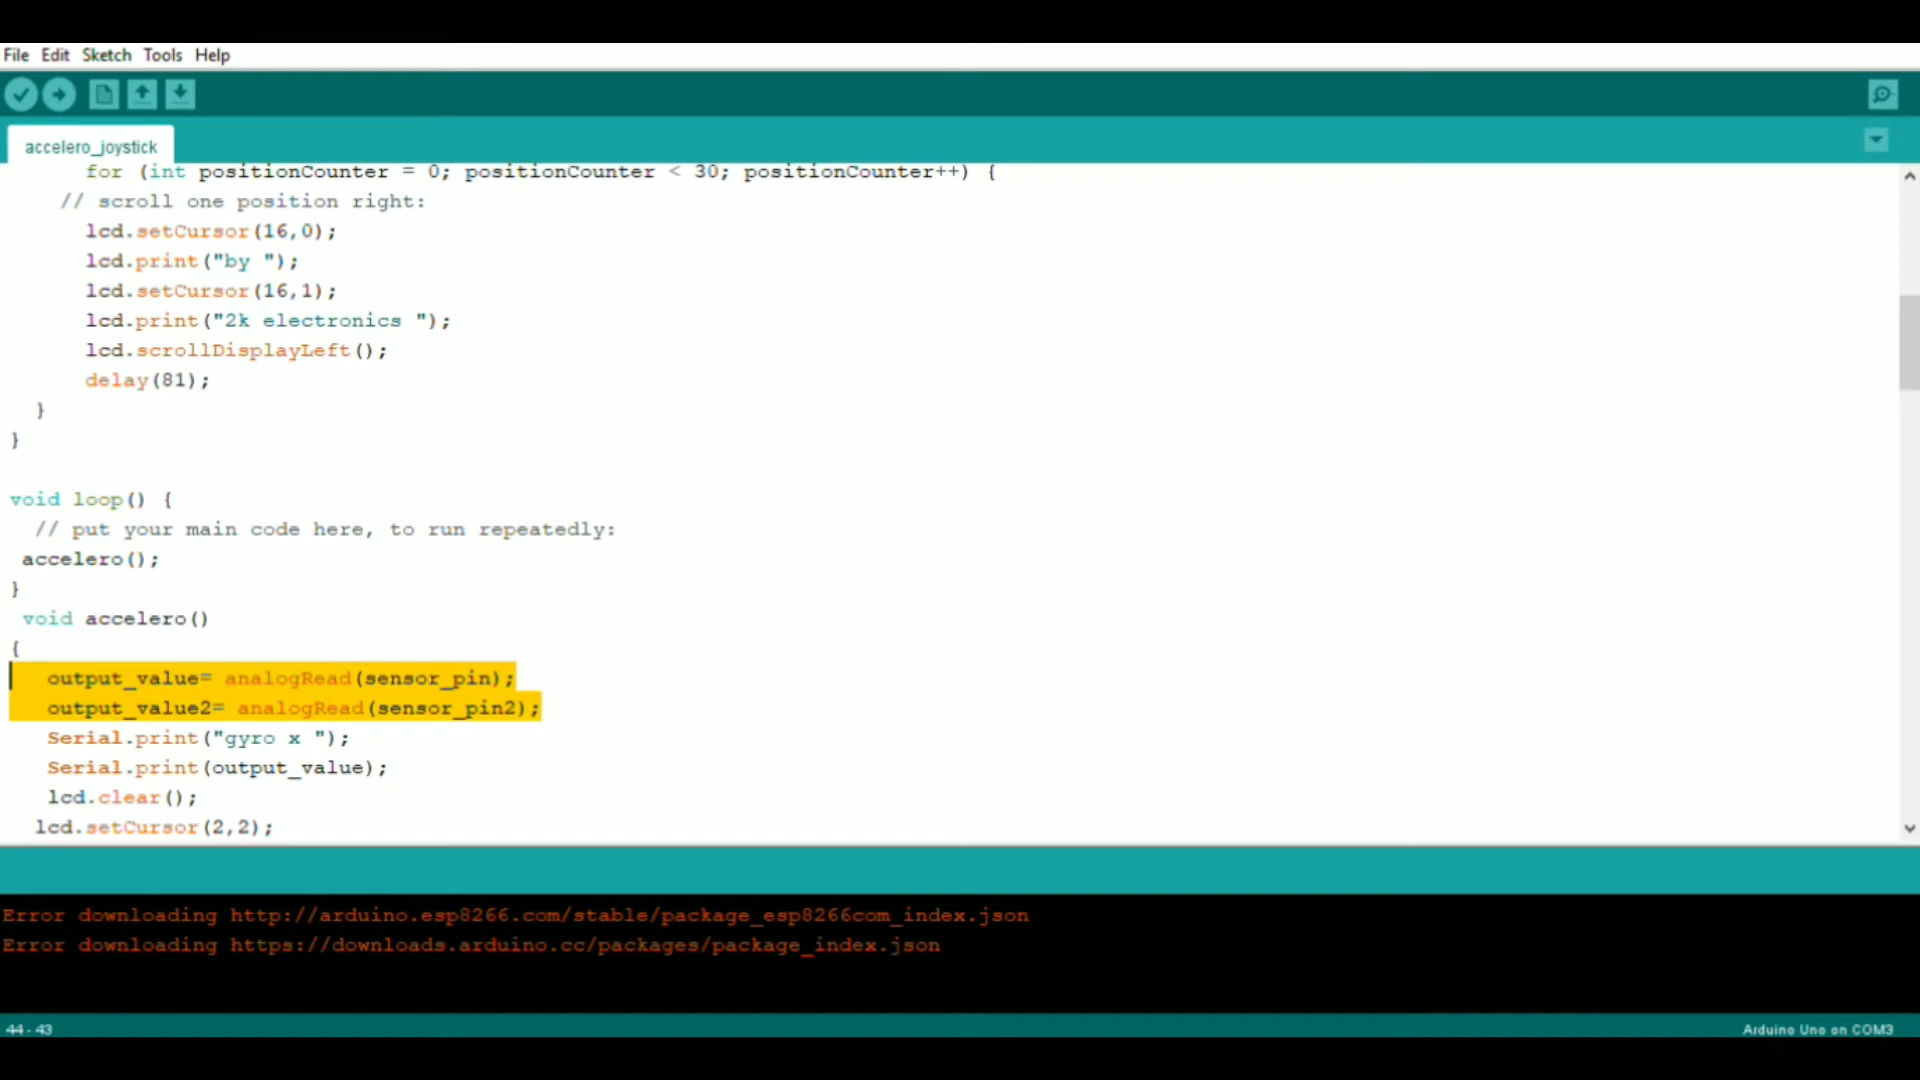 File Edit Sketch Tools Help
accelero_joystick
for (int positionCounter = 0; positionCounter < 30; positionCounter++) {
// scroll one position right:
lcd.setCursor(16,0);
lcd.print("by ");
lcd.setCursor(16,1);
lcd.print("2k electronics ");
lcd.scrollDisplayLeft();
delay(81);
}
}
void loop() {
// put your main code here, to run repeatedly:
accelero();
}
void accelero()
{
output_value= analogRead(sensor_pin);
output_value2= analogRead(sensor_pin2);
Serial.print("gyro x ");
Serial.print(output_value);
lcd.clear();
lcd.setCursor(2,2);
Error downloading http://arduino.esp8266.com/stable/package_esp8266com_index.json
Error downloading https://downloads.arduino.cc/packages/package_index.json
44 - 43
Arduino Uno on COM3